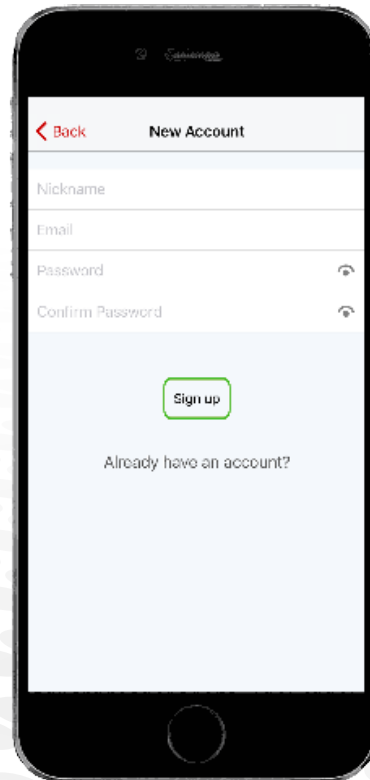 Back New Account
Nickname
Email
Password
Confirm Password
Sign up
Already have an account?